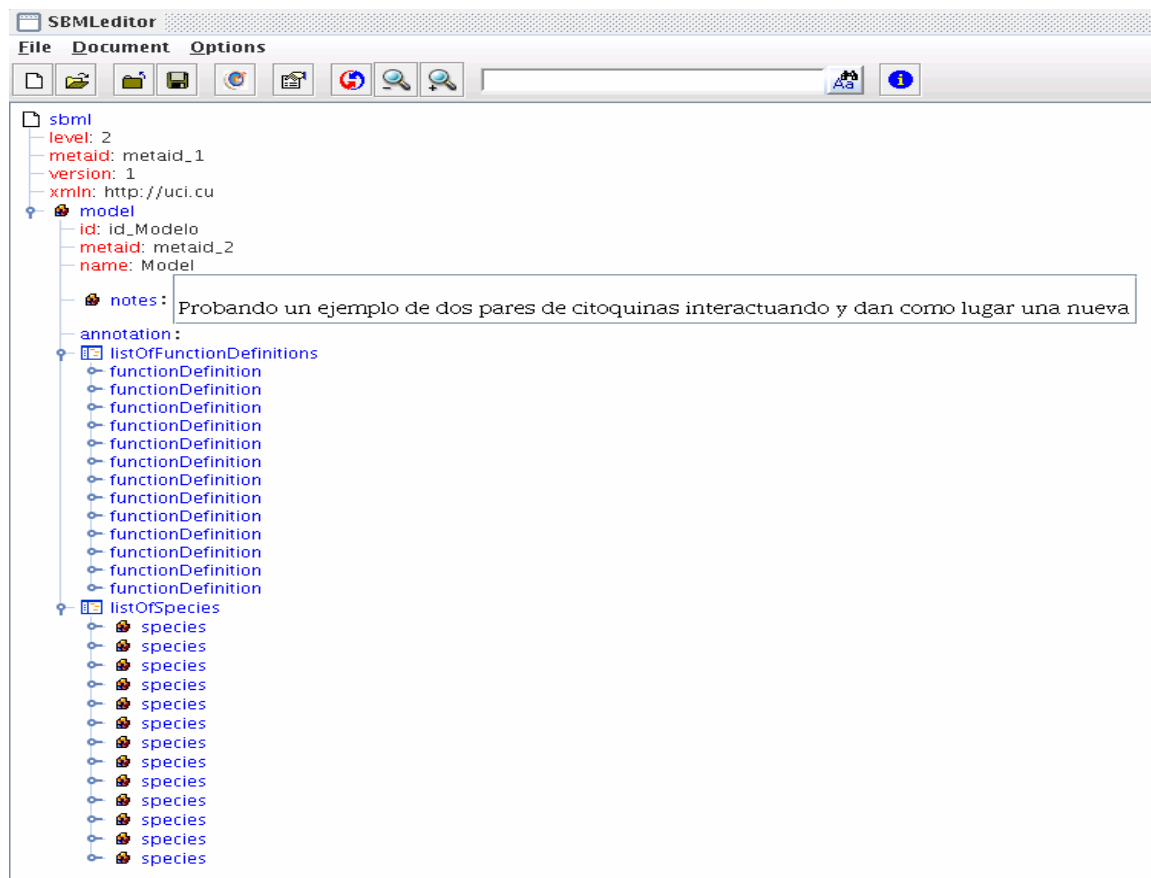 SBMLeditor
File Document Options
Aa i
sbml
level: 2
metaid: metaid_1
version: 1
xmln: http://uci.cu
model
id: id_Modelo
metaid: metaid_2
name: Model
notes: Probando un ejemplo de dos pares de citoquinas interactuando y dan como lugar una nueva
annotation:
listOfFunctionDefinitions
functionDefinition
functionDefinition
functionDefinition
functionDefinition
functionDefinition
functionDefinition
functionDefinition
functionDefinition
functionDefinition
functionDefinition
functionDefinition
functionDefinition
functionDefinition
listOfSpecies
species
species
species
species
species
species
species
species
species
species
species
species
species